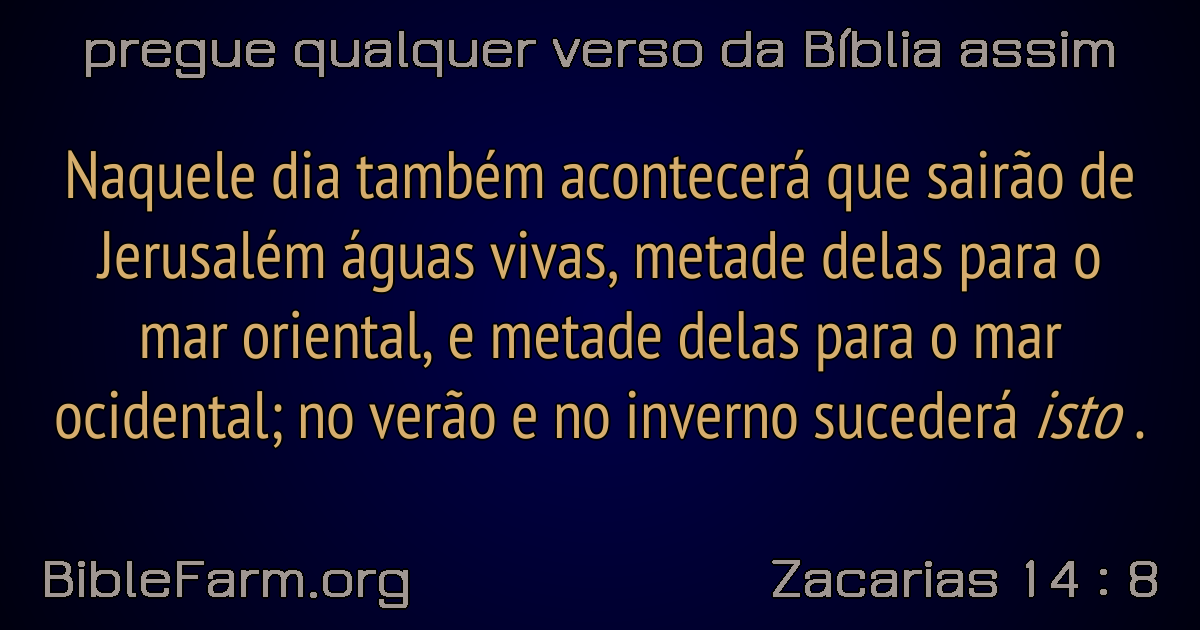 pregue qualquer verso da Bíblia assim
Naquele dia também acontecerá que sairão de
Jerusalém águas vivas, metade delas para o
mar oriental, e metade delas para o mar
ocidental; no verão e no inverno sucederá isto .
BibleFarm.org
Zacarias 14 : 8